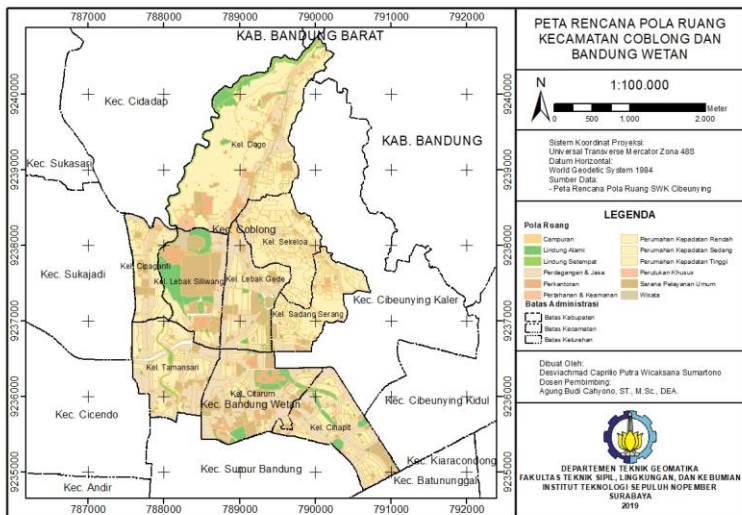 787000 788000 789000 790000 791000 792000
KAB. BANDUNG BARAT
9240000
9239000
9238000
9237000
9236000
9235000
Kec. Cidadap
KAB. BANDUNG
Kel. Dago
Kec. Sukasari
Kec. Coblong
Kel. Sekeloa
Kel. Cipaganti
Kec. Sukajadi
Kel. Lebak Siliwangi
Kel. Lebak Gede
Kec. Cibeunying Kaler
Kel. Sadang Serang
Kel. Tamansari
Kel. Citarum
Kec. Bandung Wetan
Kec. Cibeunying Kidul
Kec. Cicendo
Kel. Cihapit
Kec. Sumur Bandung
Kec. Kiaracondong
Kec. Andir
Kec. Batununggal
9240000
9239000
9238000
9237000
9236000
9235000
787000 788000 789000 790000 791000 792000
PETA RENCANA POLA RUANG
KECAMATAN COBLONG DAN
BANDUNG WETAN
N
1:100.000
0 500 1.000 2.000
Meter
Sistem Koordinat Proyeksi:
Universal Transverse Mercator Zona 48S
Datum Horizontal:
World Geodetic System 1984
Sumber Data:
- Peta Rencana Pola Ruang SWK Cibeunying
LEGENDA
Pola Ruang
Campuran
Lindung Alami
Lindung Setempat
Perdagangan & Jasa
Perkantoran
Pertahanan & Keamanan
Perumahan Kepadatan Rendah
Perumahan Kepadatan Sedang
Perumahan Kepadatan Tinggi
Perutukan Khusus
Sarana Pelayanan Umum
Wisata
Batas Administrasi
Batas Kabupaten
Batas Kecamatan
Batas Kelurahan
Dibuat Oleh:
Desviachmad Caprilio Putra Wicaksana Sumartono
Dosen Pembimbing:
Agung Budi Cahyono, ST., M.Sc., DEA.
DEPARTEMEN TEKNIK GEOMATIKA
FAKULTAS TEKNIK SIPIL, LINGKUNGAN, DAN KEBUMIAN
INSTITUT TEKNOLOGI SEPULUH NOPEMBER
SURABAYA
2019